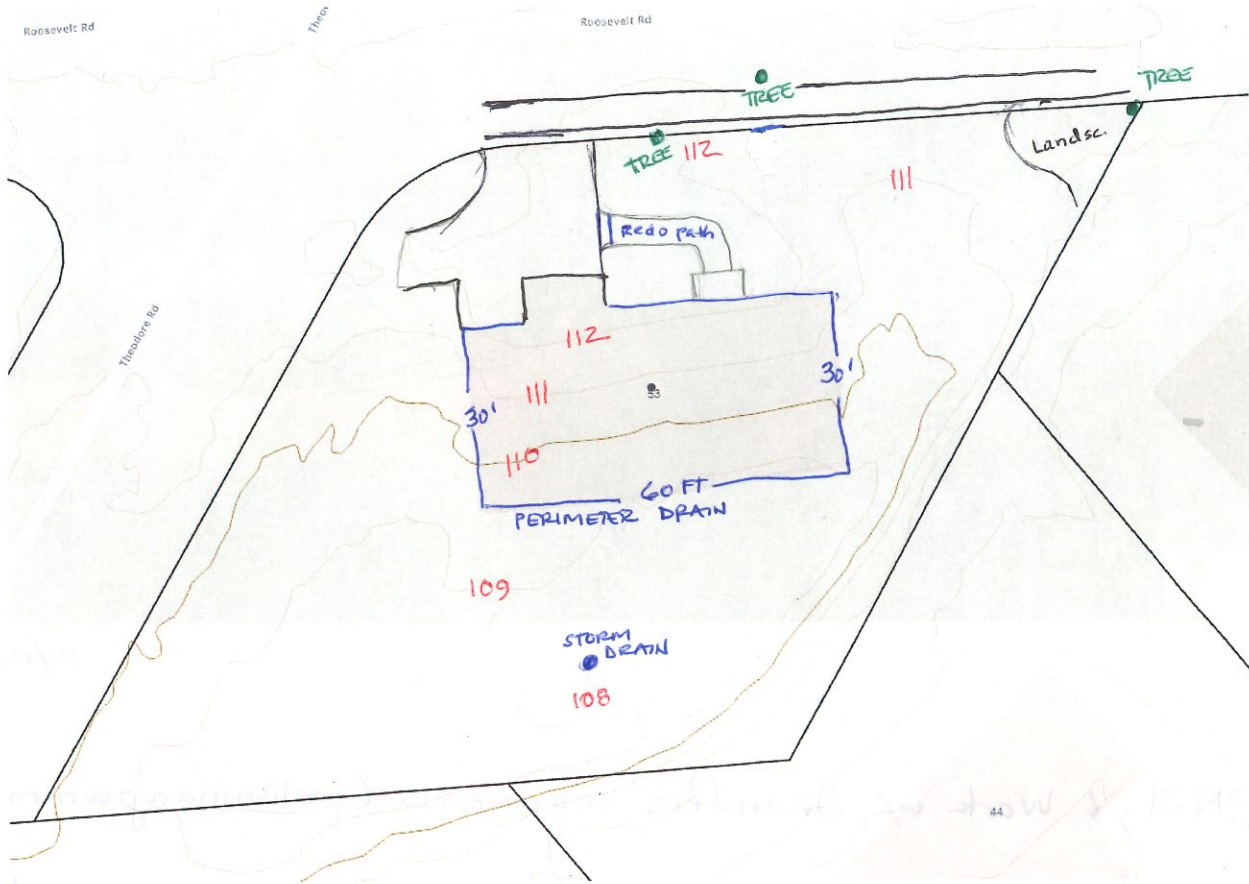 Roosevelt Rd
Roosevelt Rd
TREE
TREE
TREE
112
111
Landsc.
Redo path
Theodore Rd
112
111
53
30'
30'
110
60 FT
PERIMETER DRAIN
109
STORM
DRAIN
108
44